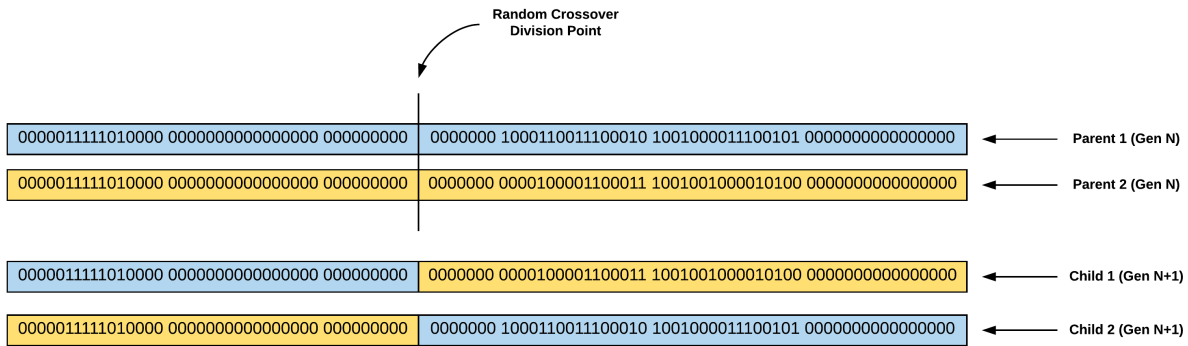 Random Crossover
Division Point
0000011111010000 0000000000000000 000000000 0000000 1000110011100010 1001000011100101 0000000000000000 Parent 1 (Gen N)
0000011111010000 0000000000000000 000000000 0000000 0000100001100011 1001001000010100 0000000000000000 Parent 2 (Gen N)
0000011111010000 0000000000000000 000000000 0000000 0000100001100011 1001001000010100 0000000000000000 Child 1 (Gen N+1)
0000011111010000 0000000000000000 000000000 0000000 1000110011100010 1001000011100101 0000000000000000 Child 2 (Gen N+1)